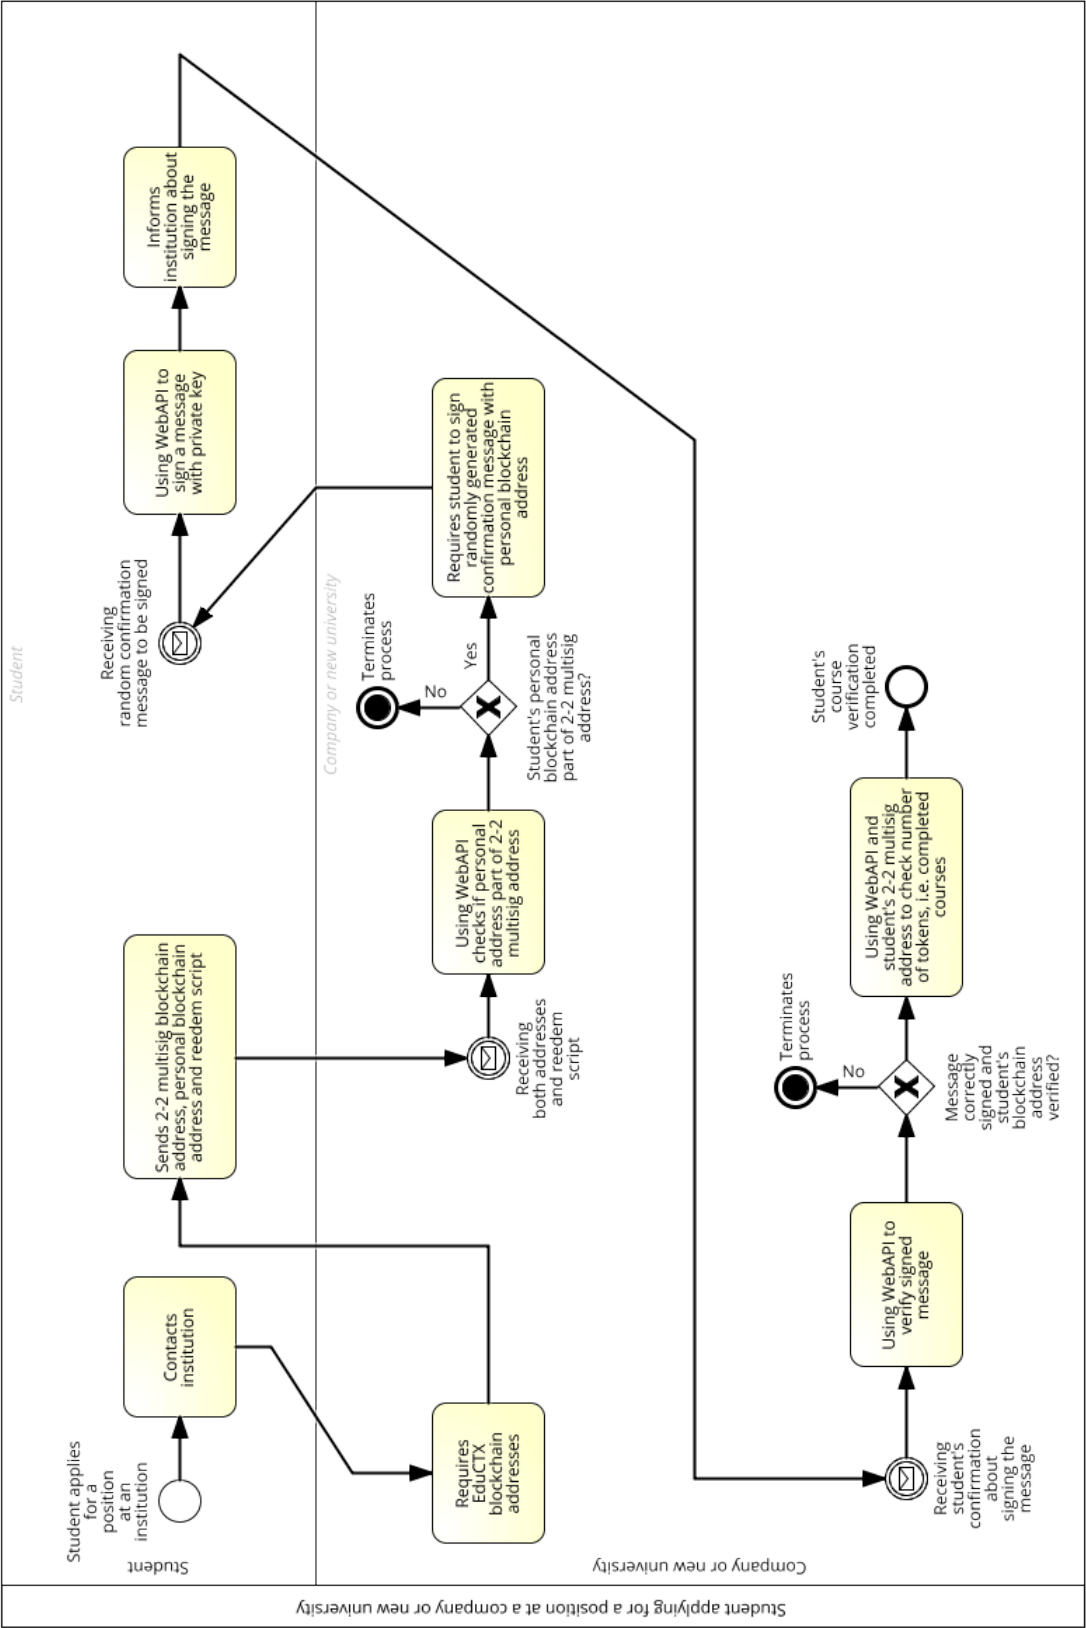 Student applying for a position at a company or new university
Student
Company or new university
Student
Company or new university
Student applies
for a
position
at an
institution
Contacts
institution
Requires
EduCTX
blockchain
addresses
Sends 2-2 multisig blockchain
address, personal blockchain
address and reedem script
Receiving
both addresses
and reedem
script
Using WebAPI
checks if personal
address part of 2-2
multisig address
Student's personal
blockchain address
part of 2-2 multisig
address?
No
Terminates
process
Yes
Requires student to sign
randomly generated
confirmation message with
personal blockchain
address
Receiving
random confirmation
message to be signed
Using WebAPI to
sign a message
with private key
Informs
institution about
signing the
message
Receiving
student's
confirmation
about
signing the
message
Using WebAPI to
verify signed
message
Message
correctly
signed and
student's
blockchain
address
verified?
No
Terminates
process
Using WebAPI and
student's 2-2 multisig
address to check number
of tokens, i.e. completed
courses
Student's
course
verification
completed